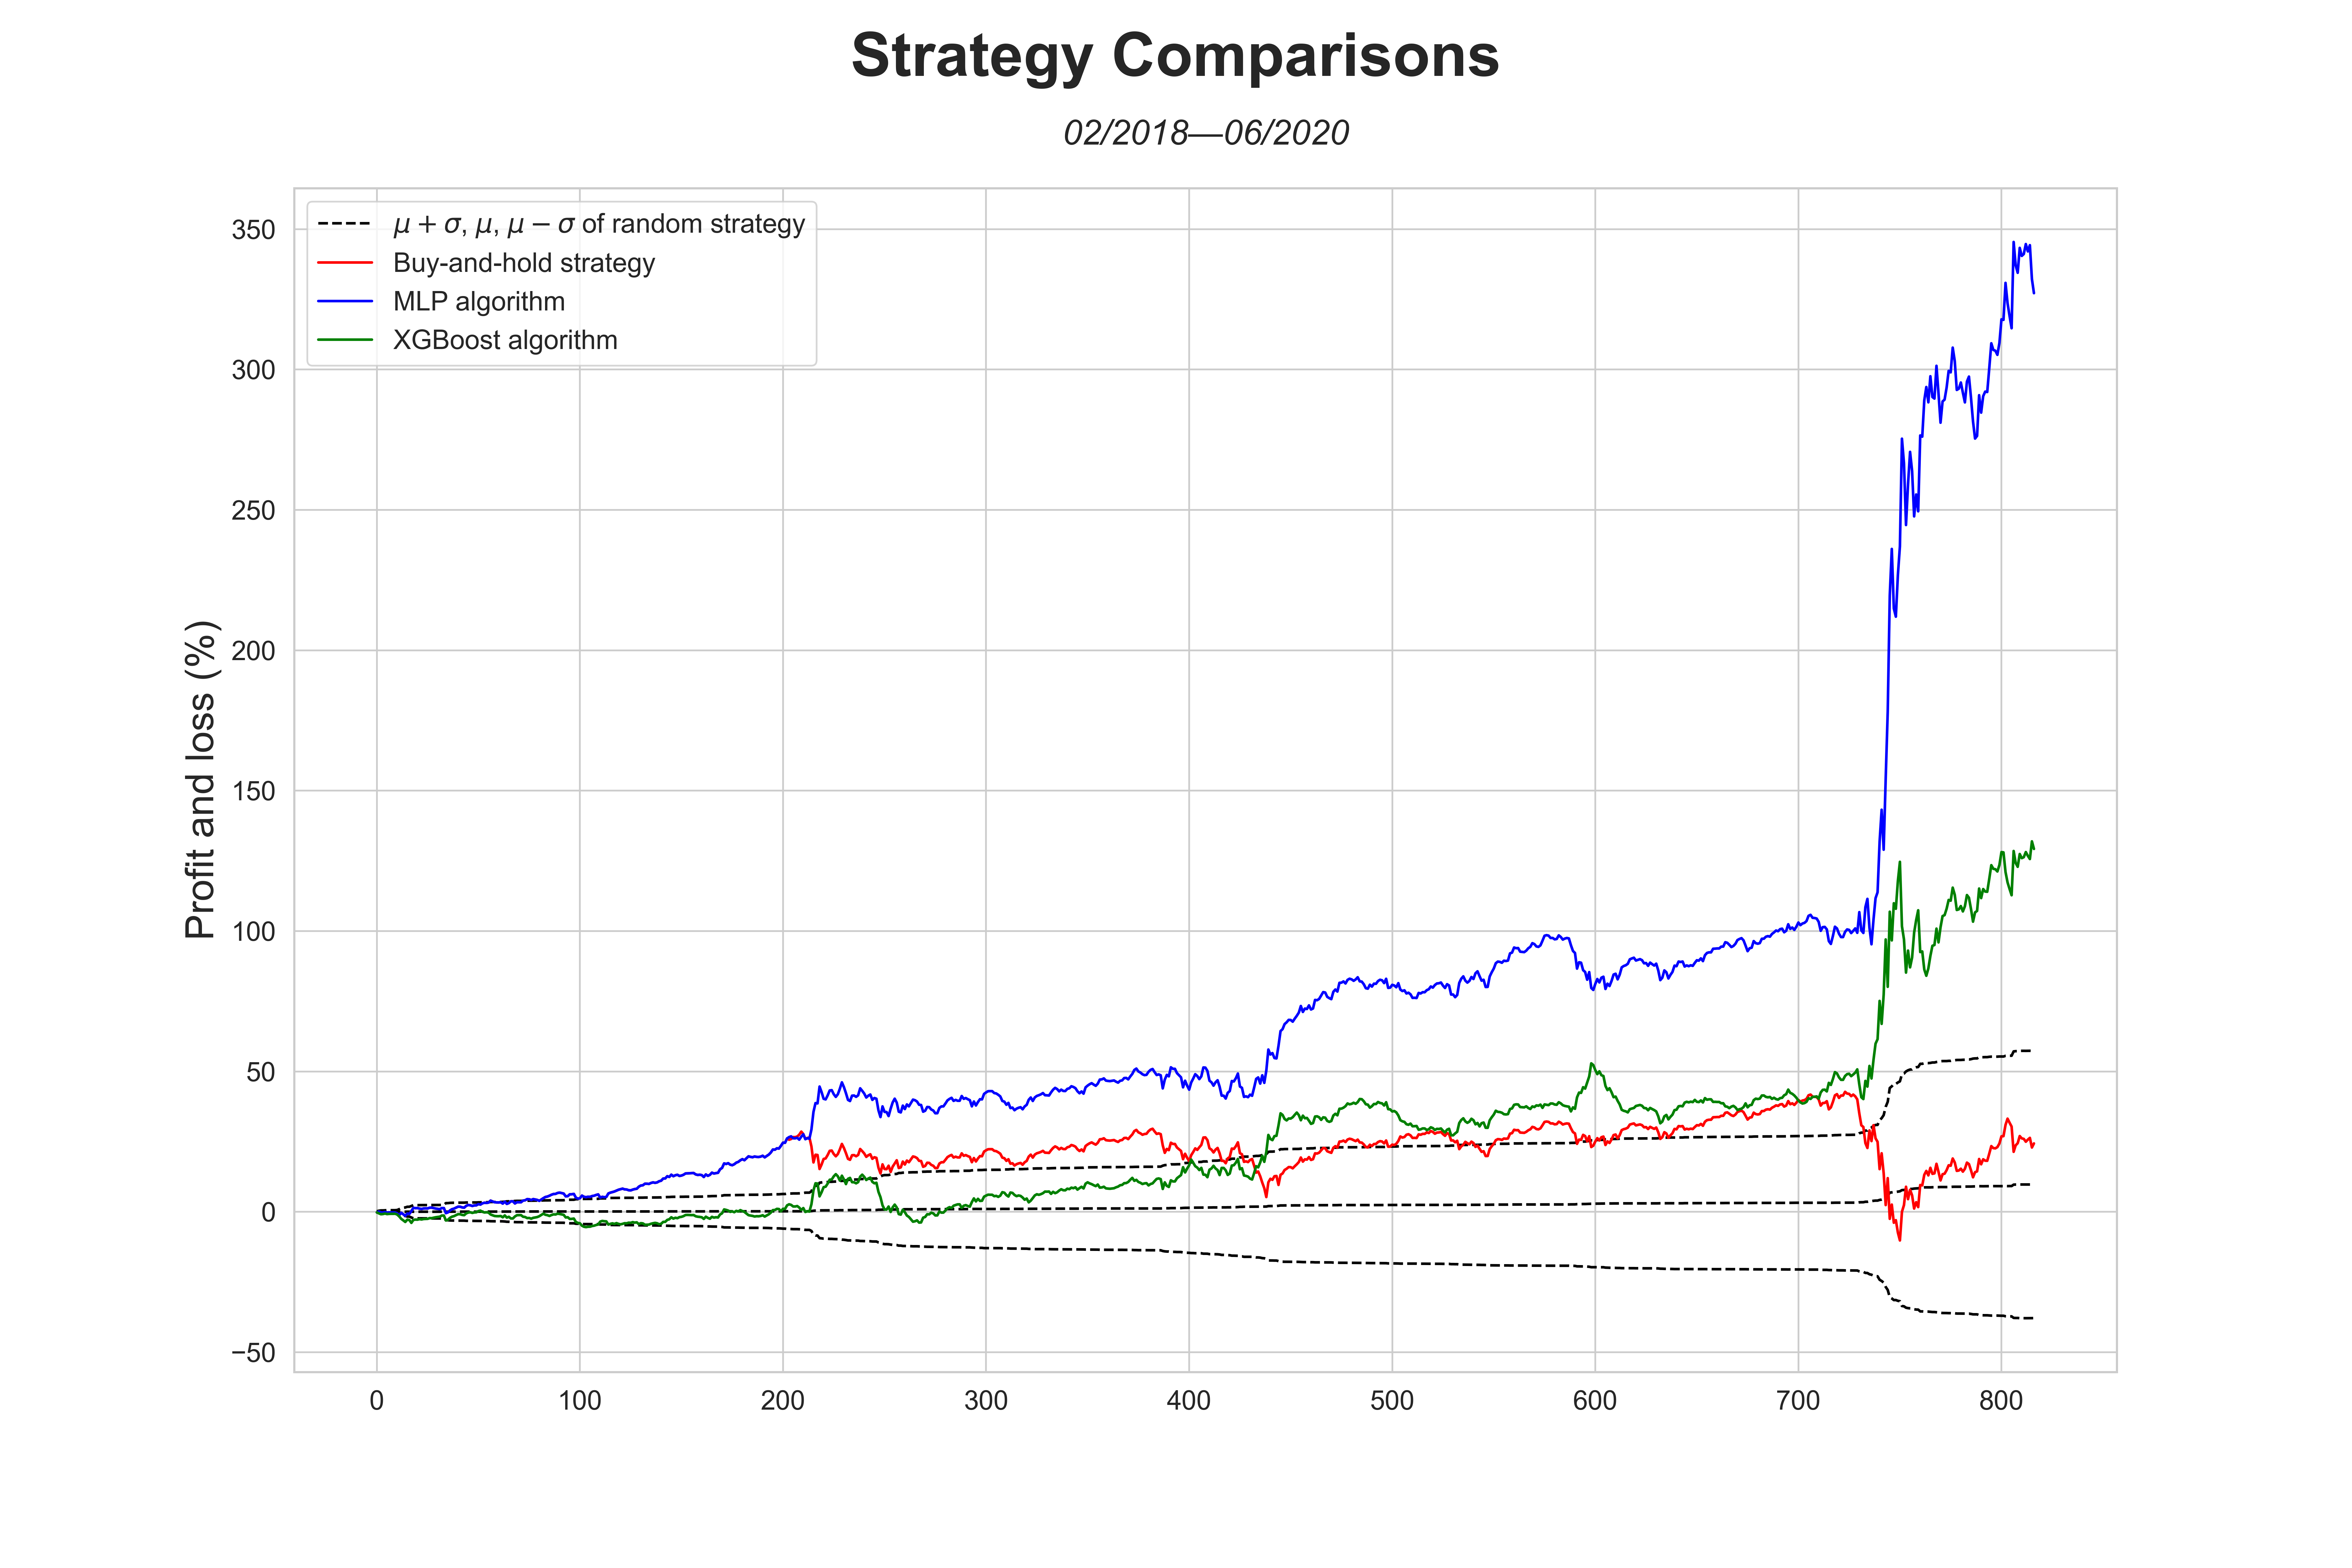 Strategy Comparisons
02/2018—06/2020
μ + σ, μ, μ − σ of random strategy
Buy-and-hold strategy
MLP algorithm
XGBoost algorithm
Profit and loss (%)
350
300
250
200
150
100
50
0
−50
0 100 200 300 400 500 600 700 800